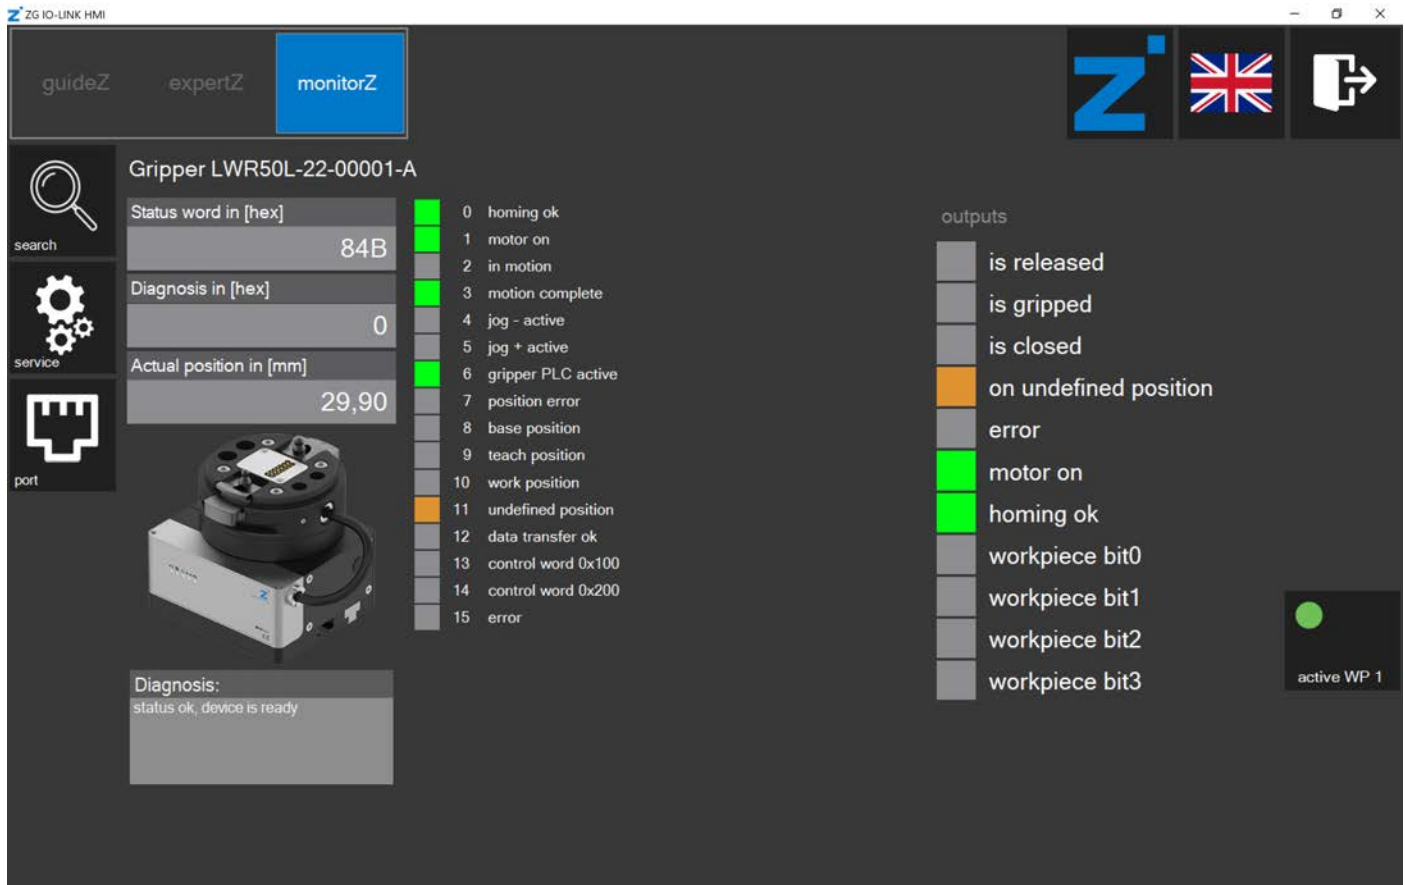 ZG IO-LINK HMI
guideZ expertZ monitorZ
Gripper LWR50L-22-00001-A
search
service
port
Status word in [hex]
84B
Diagnosis in [hex]
0
Actual position in [mm]
29,90
0 homing ok
1 motor on
2 in motion
3 motion complete
4 jog - active
5 jog + active
6 gripper PLC active
7 position error
8 base position
9 teach position
10 work position
11 undefined position
12 data transfer ok
13 control word 0x100
14 control word 0x200
15 error
Diagnosis:
status ok, device is ready
outputs
is released
is gripped
is closed
on undefined position
error
motor on
homing ok
workpiece bit0
workpiece bit1
workpiece bit2
workpiece bit3
active WP 1